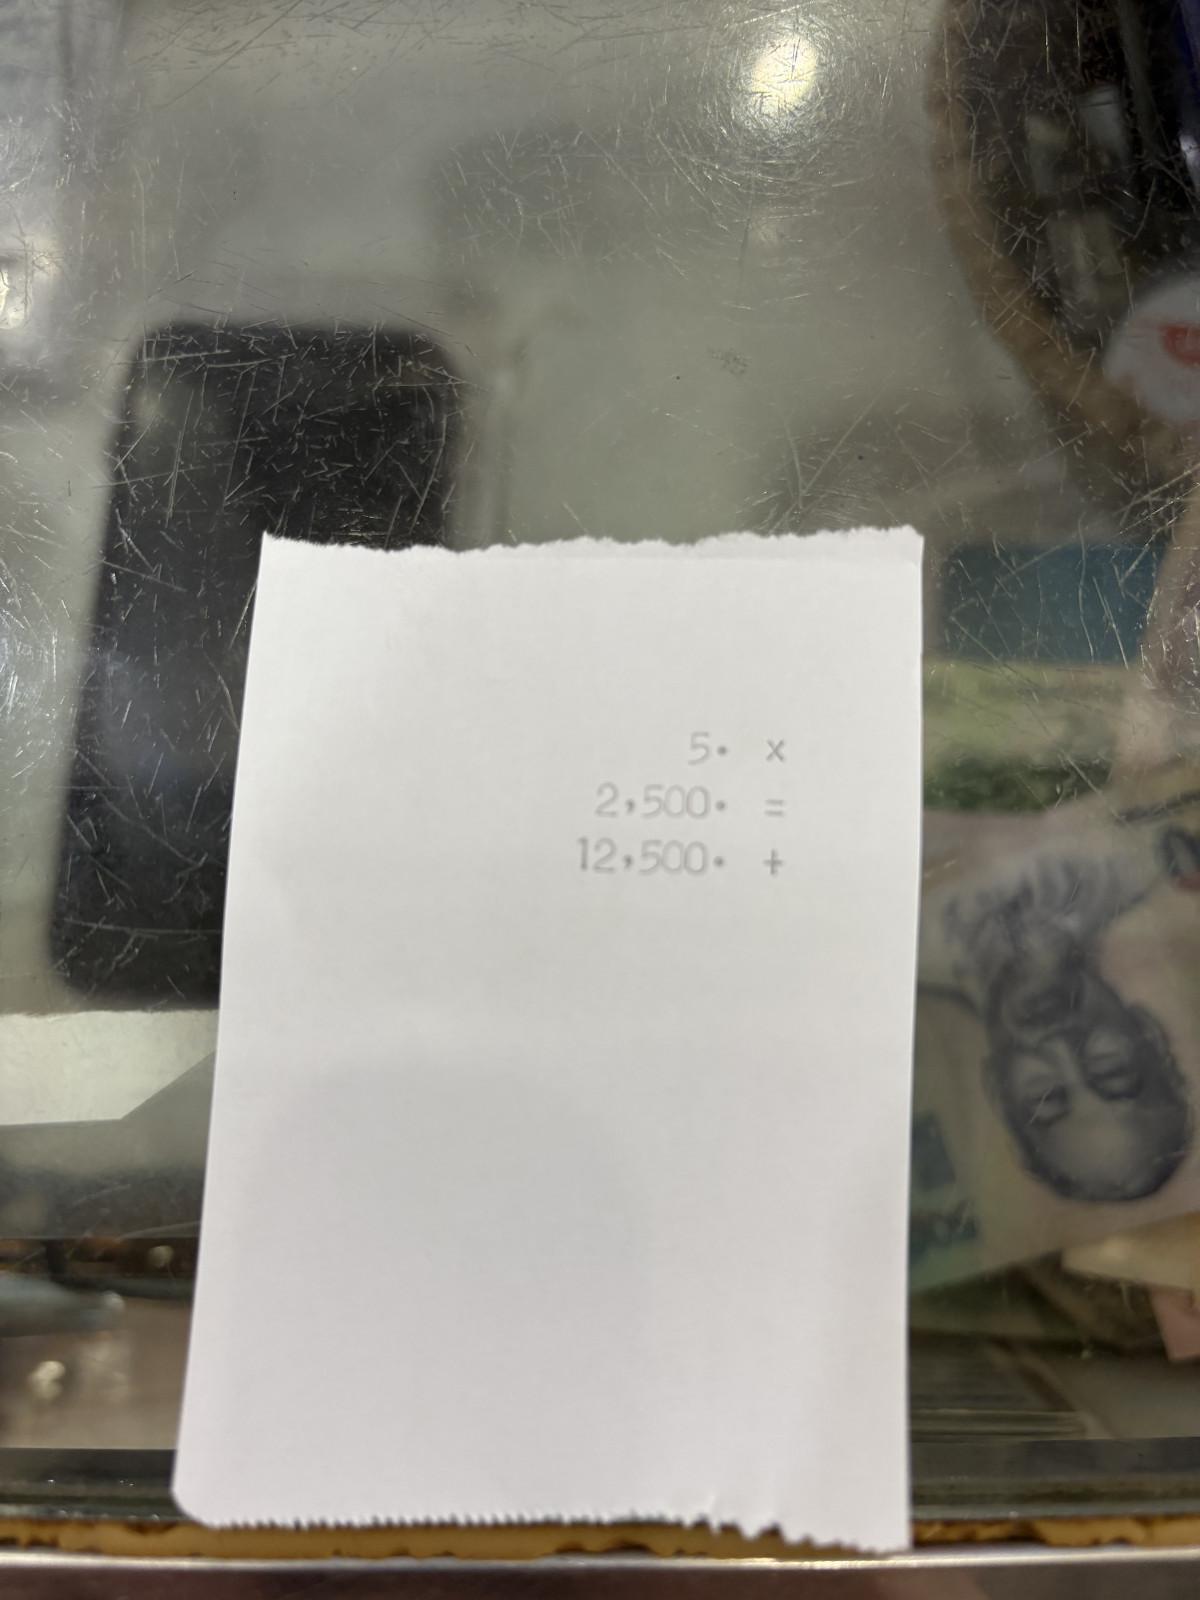 5. x
2,500. =
12,500. +